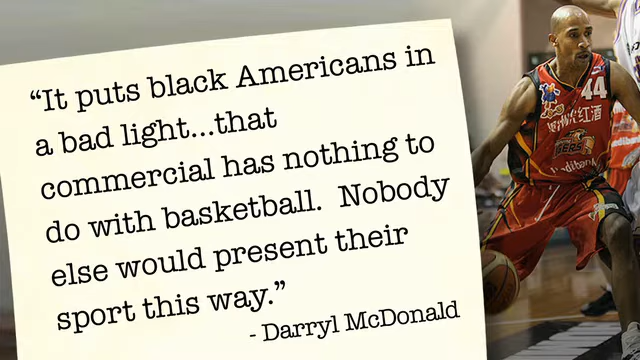 “It puts black Americans in
a bad light...that
commercial has nothing to
do with basketball.  Nobody
else would present their
sport this way.”
- Darryl McDonald
44